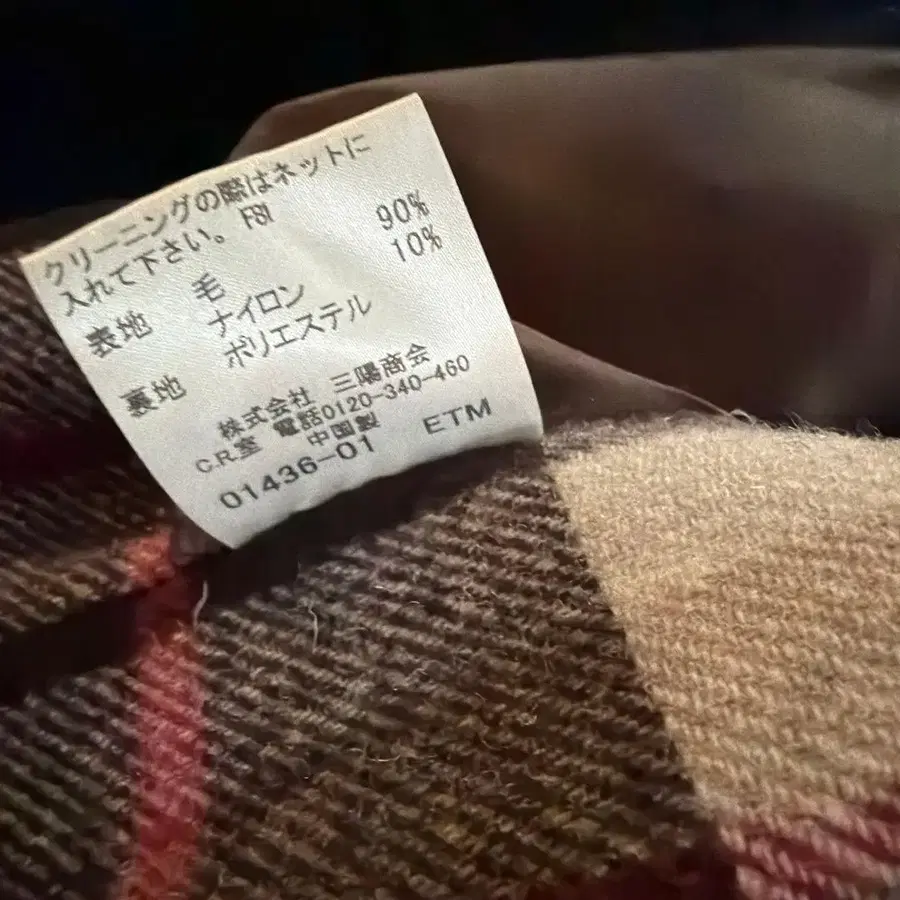 クリーニングの際はネットに
入れて下さい。F81
表地 毛 90%
ナイロン 10%
裏地 ポリエステル
株式会社 三陽商会
C.R.室 電話0120-340-460
中国製
01436-01 ETM